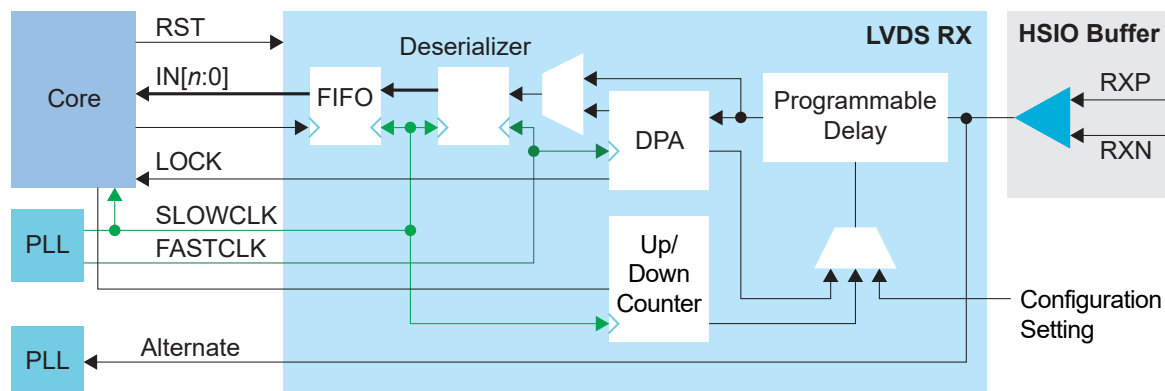 RST
Deserializer
LVDS RX
HSIO Buffer
Core
IN[n:0]
FIFO
Programmable
Delay
RXP
RXN
DPA
LOCK
PLL
SLOWCLK
FASTCLK
Up/
Down
Counter
Configuration
Setting
PLL
Alternate